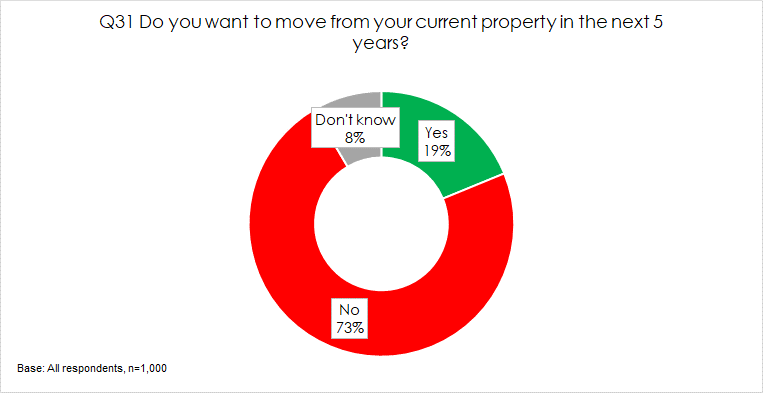 Q31 Do you want to move from your current property in the next 5
years?
Don't know
8%
Yes
19%
No
73%
Base: All respondents, n=1,000